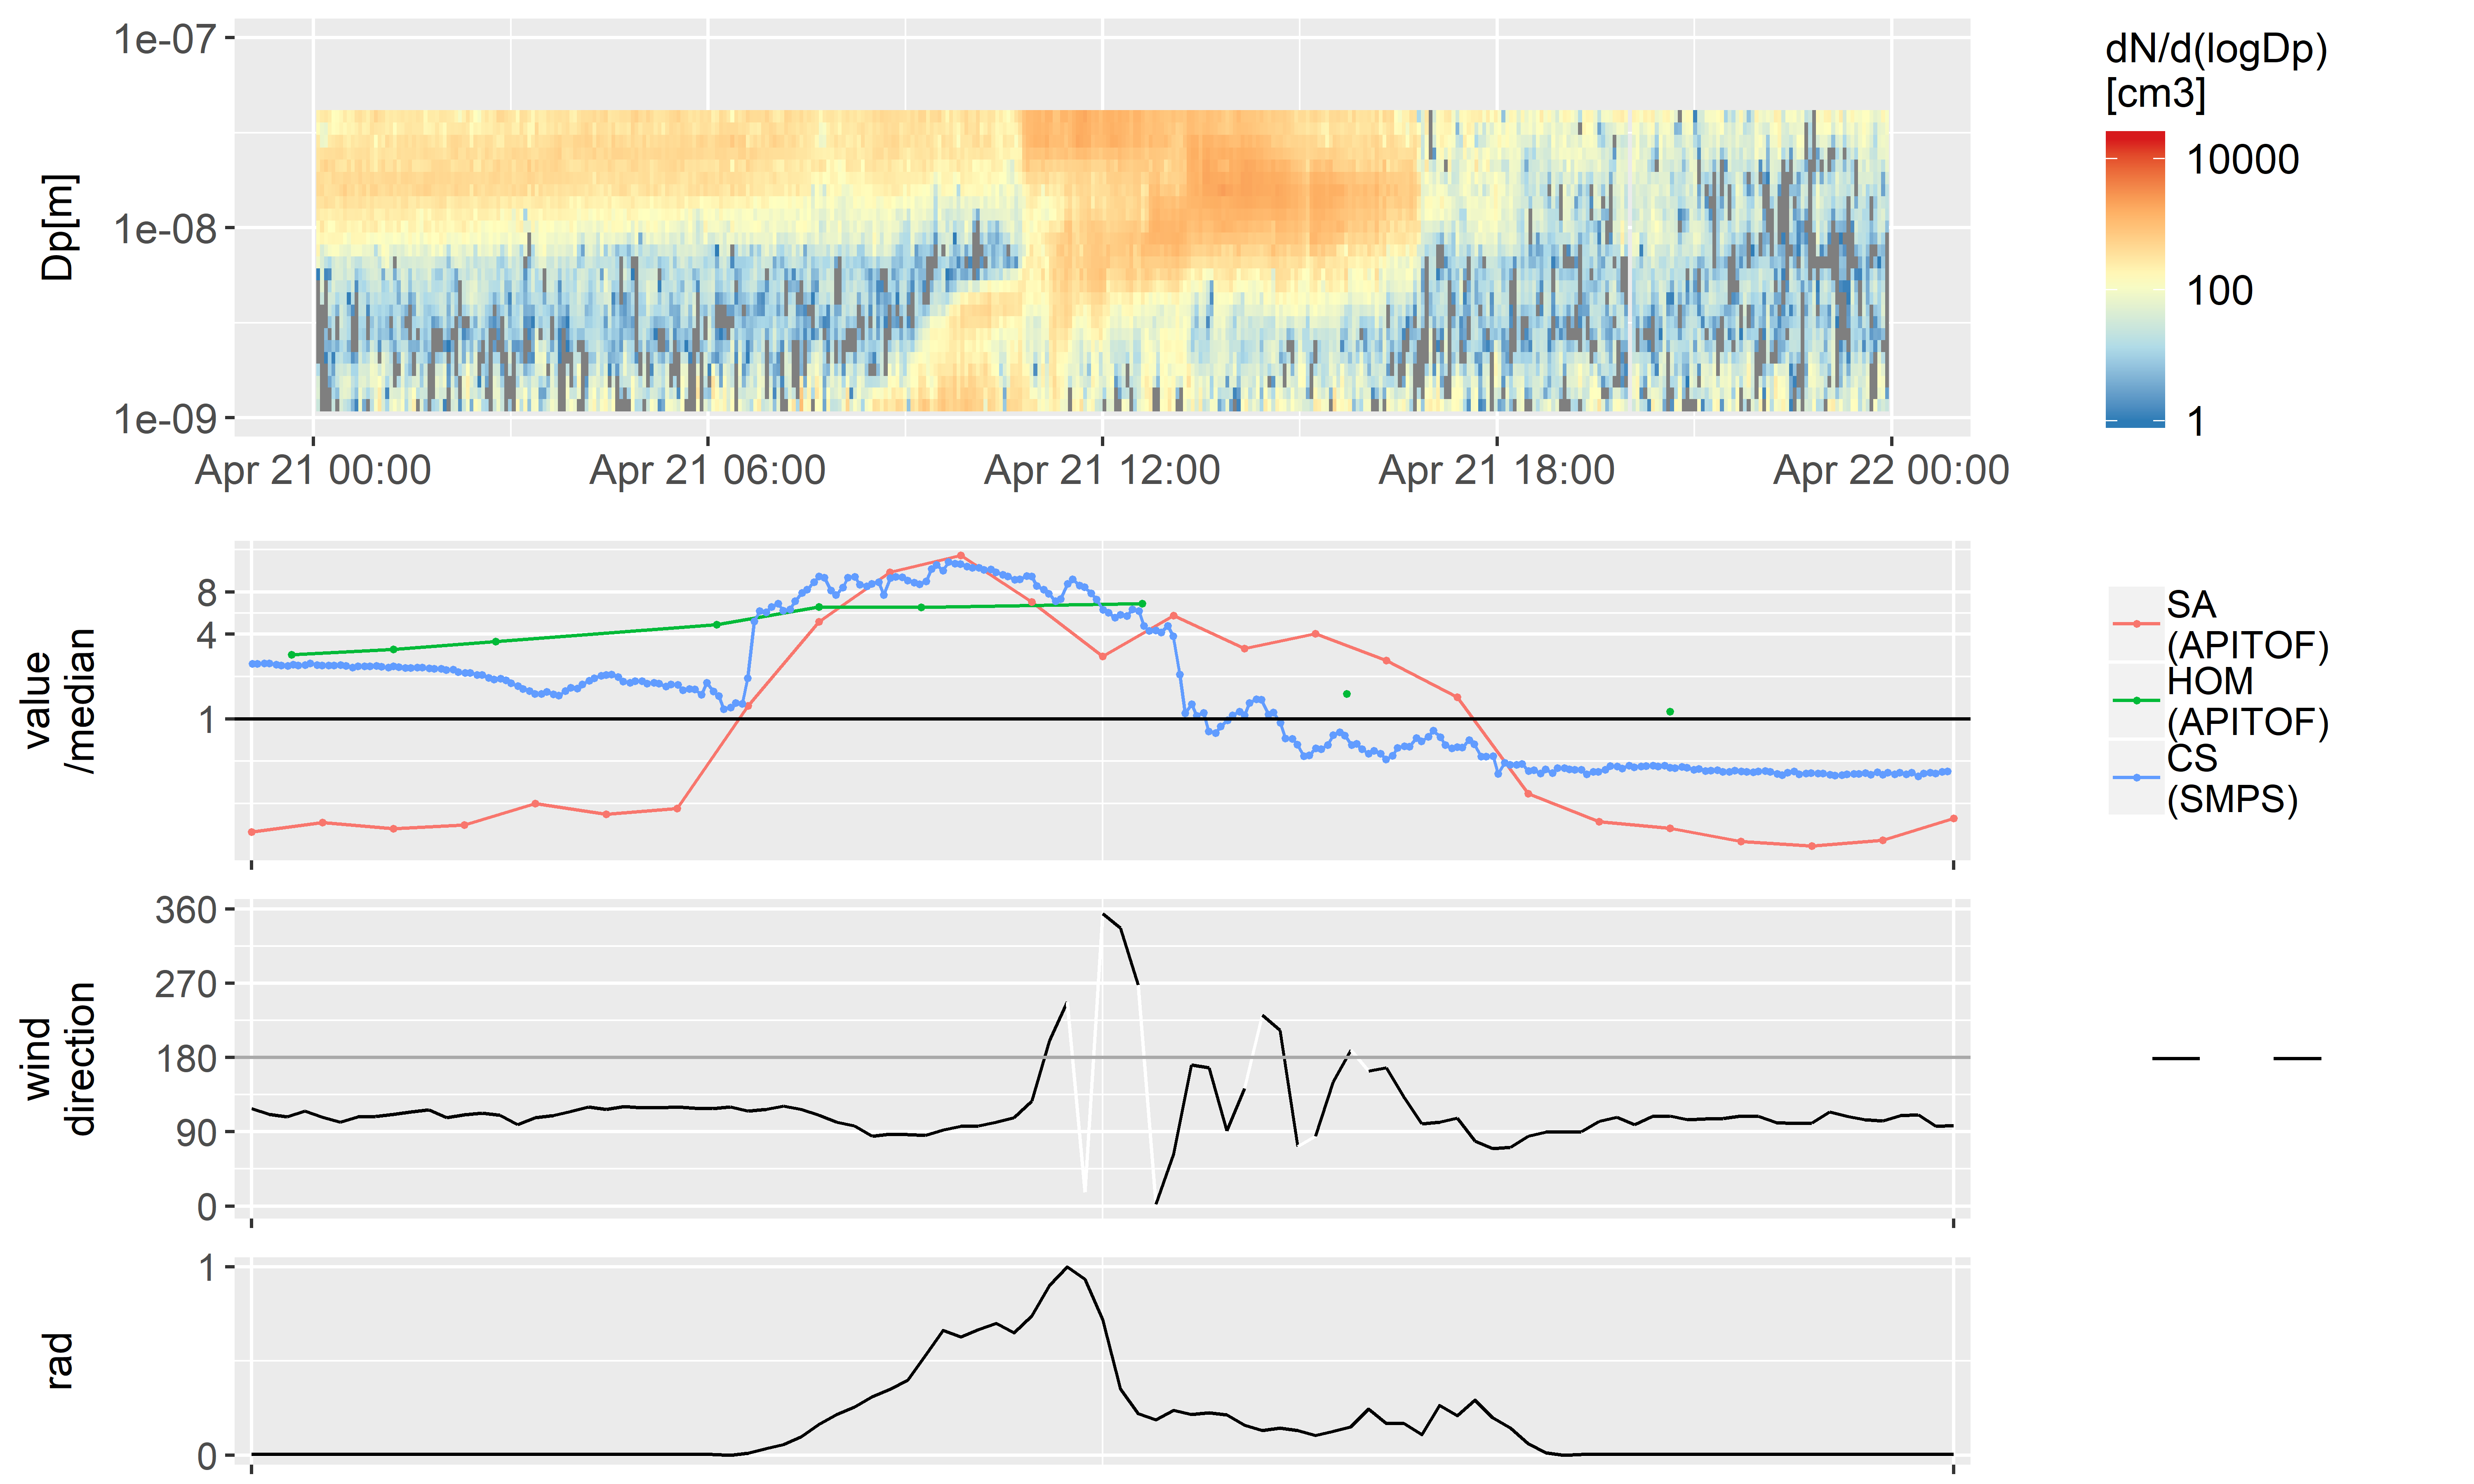 1e-07
1e-08
1e-09
Dp[m]
Apr 21 00:00
Apr 21 06:00
Apr 21 12:00
Apr 21 18:00
Apr 22 00:00
dN/d(logDp)
[cm3]
10000
100
1
8
4
1
value
/median
SA
(APITOF)
HOM
(APITOF)
CS
(SMPS)
360
270
180
90
0
wind
direction
1
0
rad